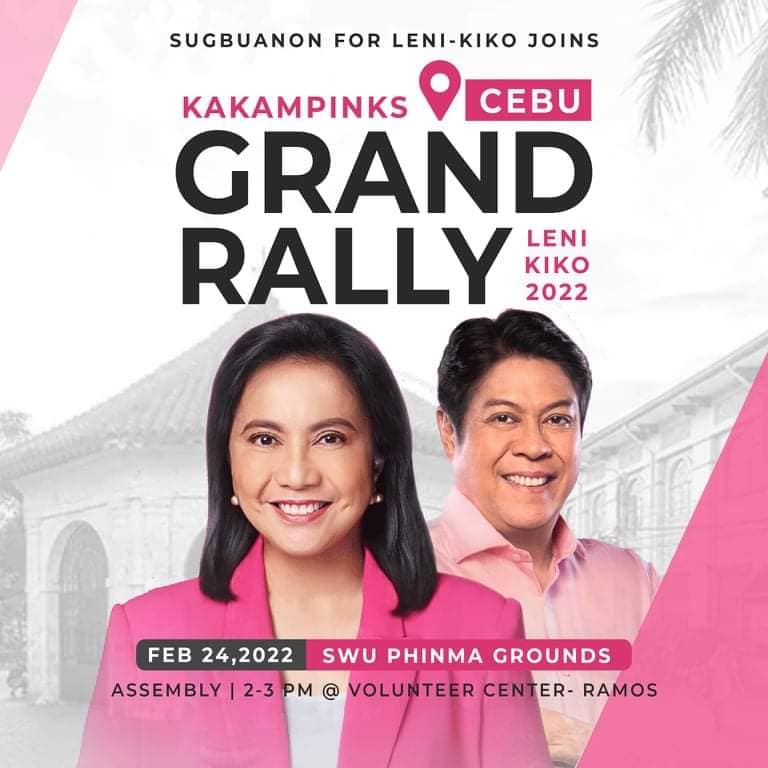 SUGBUANON FOR LENI-KIKO JOINS
KAKAMPINKS CEBU
GRAND
RALLY
LENI
KIKO
2022
FEB 24,2022 SWU PHINMA GROUNDS
ASSEMBLY | 2-3 PM @ VOLUNTEER CENTER- RAMOS